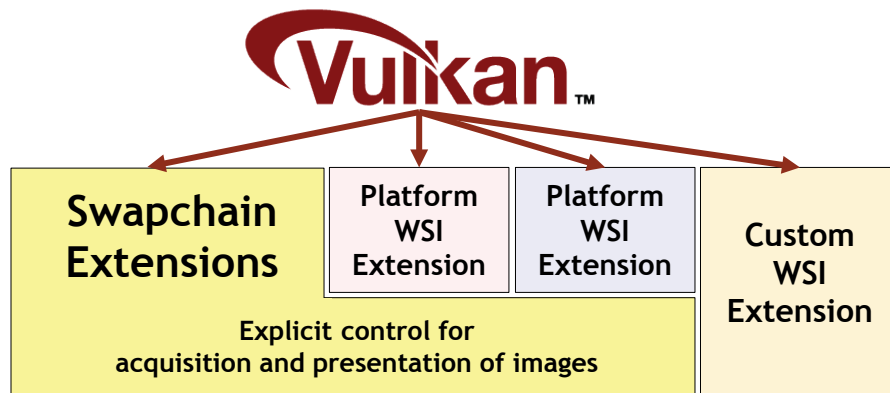 Vulkan™
Swapchain
Extensions
Platform
WSI
Extension
Platform
WSI
Extension
Custom
WSI
Extension
Explicit control for
acquisition and presentation of images